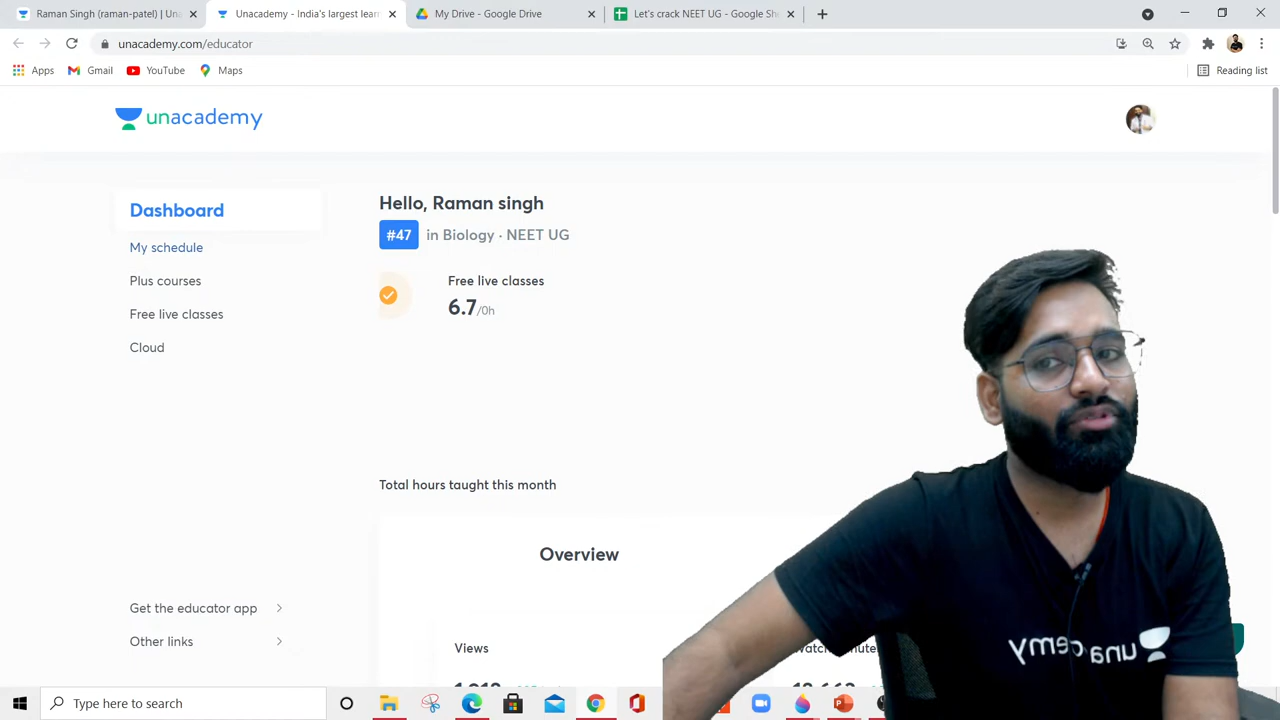 Raman Singh (raman-patel) | Un
Unacademy - India's largest lear
My Drive - Google Drive
Let's crack NEET UG - Google Sh
unacademy.com/educator
Apps
Gmail
YouTube
Maps
Reading list
unacademy
Dashboard
My schedule
Plus courses
Free live classes
Cloud
Get the educator app
Other links
Hello, Raman singh
#47 in Biology · NEET UG
Free live classes
6.7/0h
Total hours taught this month
Overview
Views
unacademy
Type here to search